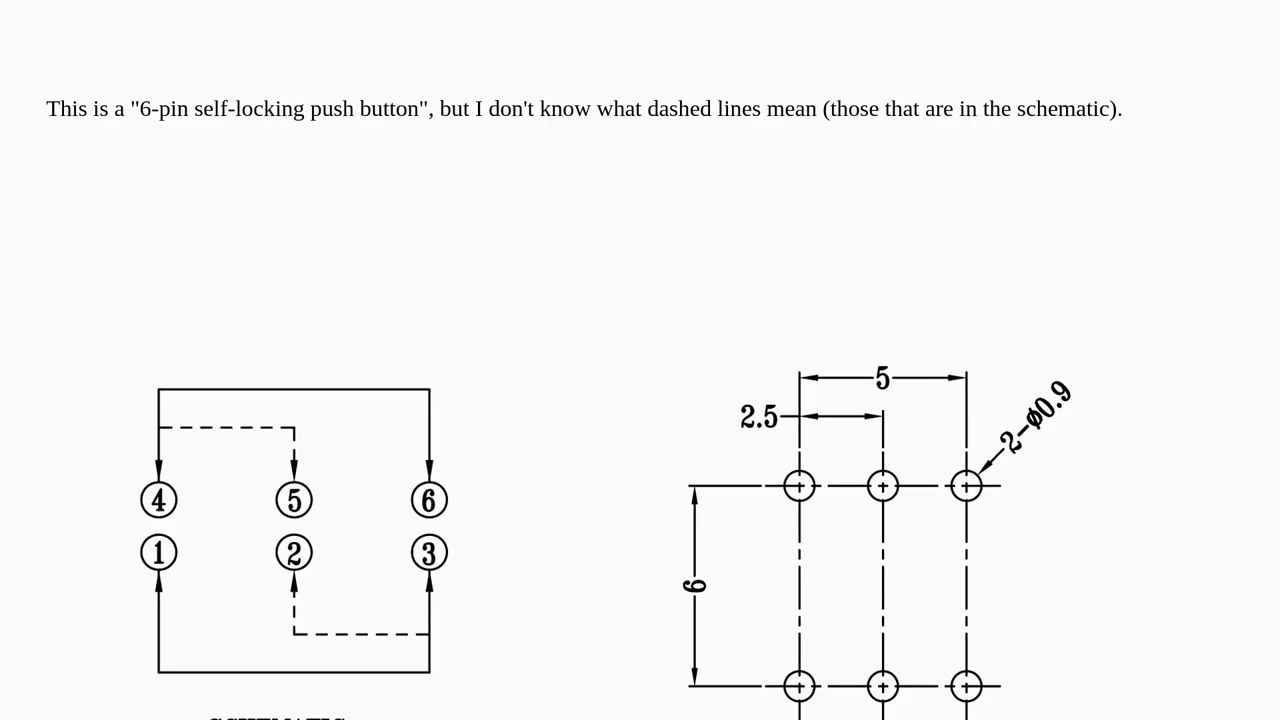 This is a "6-pin self-locking push button", but I don't know what dashed lines mean (those that are in the schematic).
5
2.5
2-ø0.9
4 5 6
1 2 3
6
SCHEMATIC